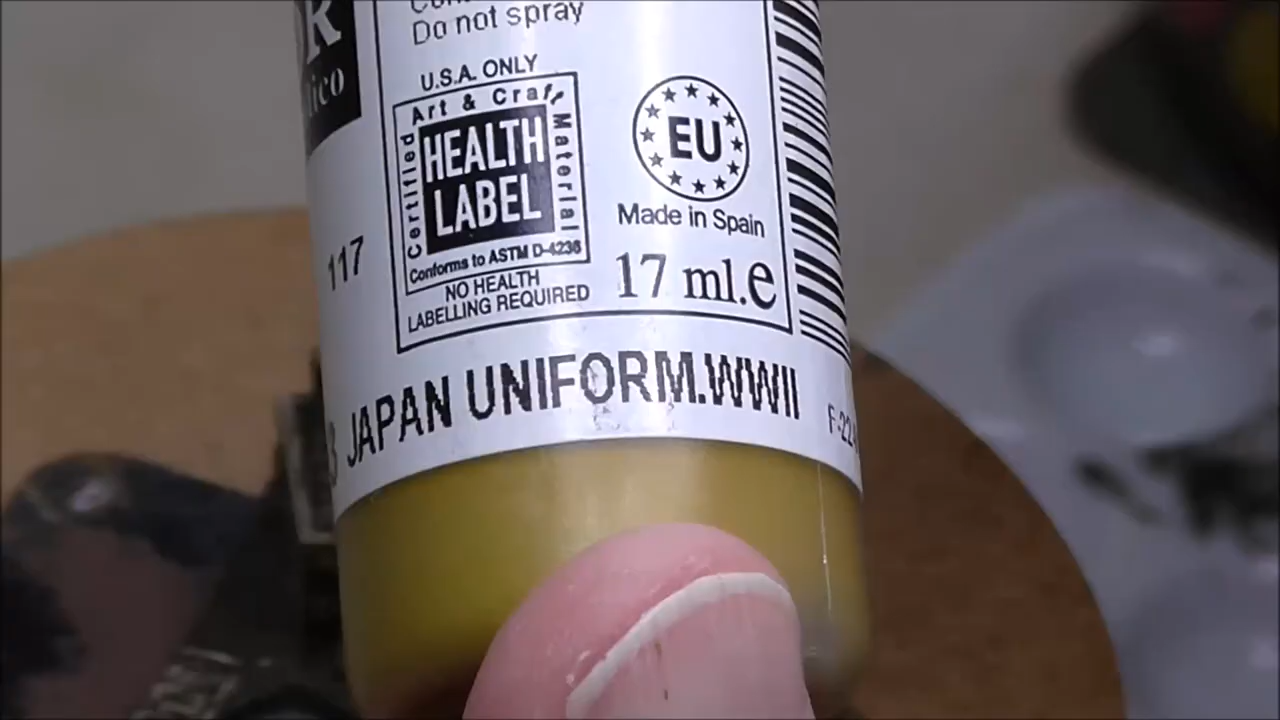 Do not spray
U.S.A. ONLY
Certified Art & Craft Material
HEALTH
LABEL
Conforms to ASTM D-4236
NO HEALTH
LABELLING REQUIRED
EU
Made in Spain
17 ml.e
117
JAPAN UNIFORM.WWII